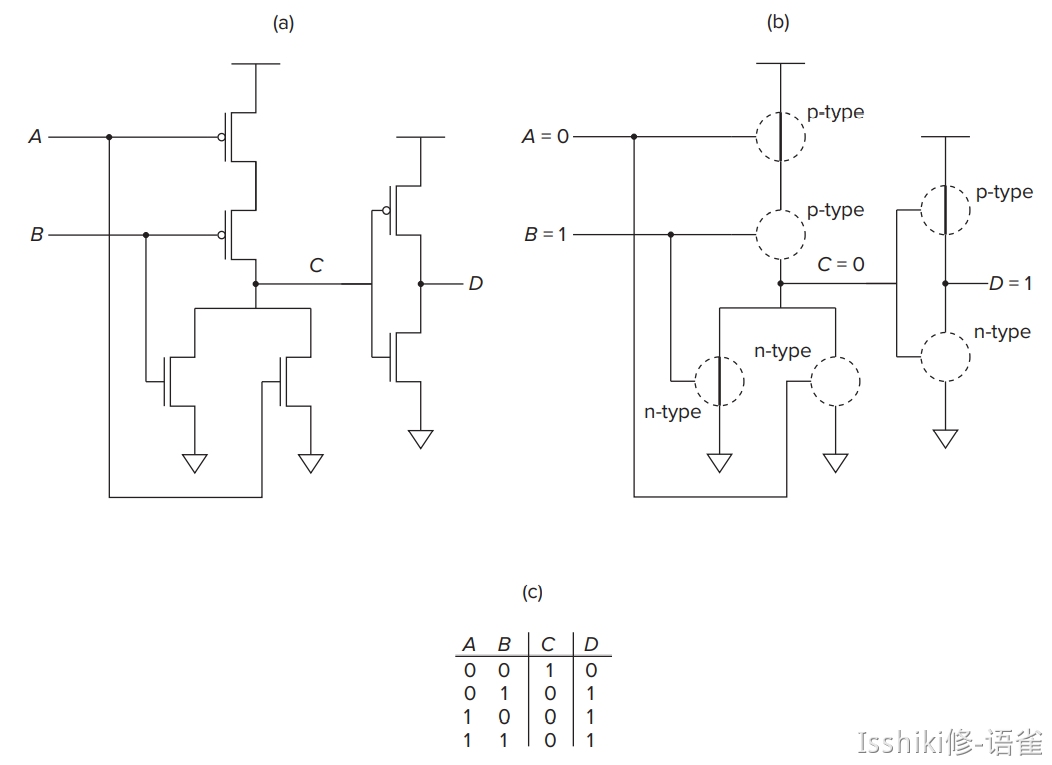 (a)
A
B
C
D
(b)
p-type
A = 0
p-type
p-type
B = 1
C = 0
D = 1
n-type
n-type
n-type
(c)
A B C D
0 0 1 0
0 1 0 1
1 0 0 1
1 1 0 1
Isshiki修-语雀